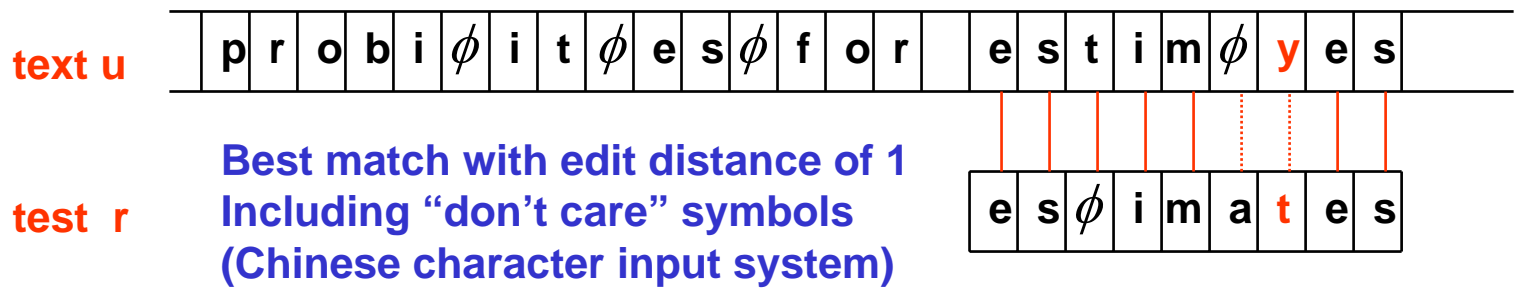 text u p r o b i ϕ i t ϕ e s ϕ f o r e s t i m ϕ y e s
Best match with edit distance of 1
test r Including “don’t care” symbols e s ϕ i m a t e s
(Chinese character input system)